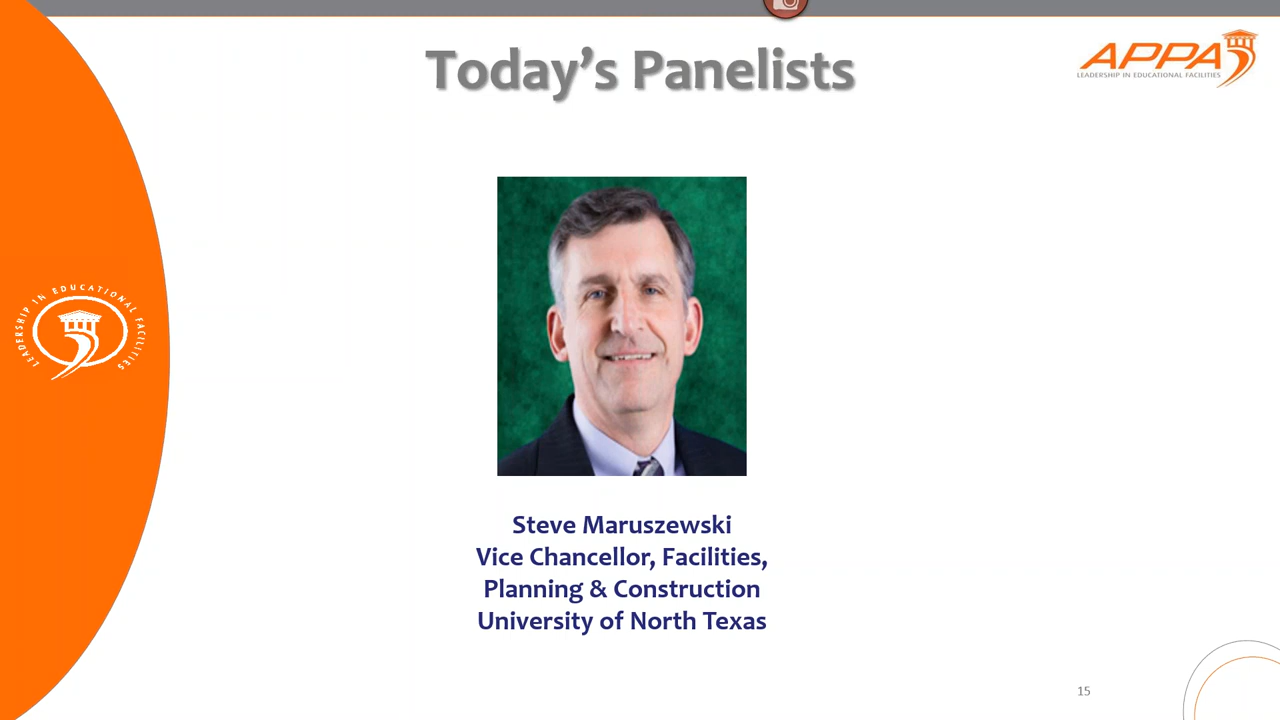 Today's Panelists
APPA
LEADERSHIP IN EDUCATIONAL FACILITIES
LEADERSHIP IN EDUCATIONAL FACILITIES
Steve Maruszewski
Vice Chancellor, Facilities,
Planning & Construction
University of North Texas
15